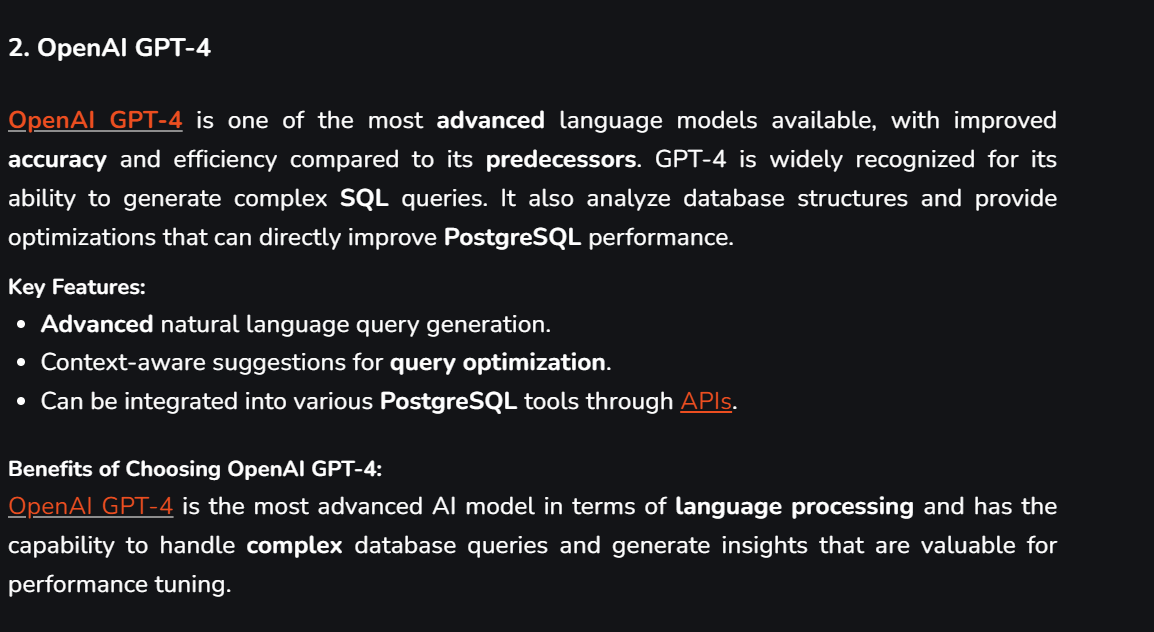 2. OpenAI GPT-4
OpenAI GPT-4 is one of the most advanced language models available, with improved
accuracy and efficiency compared to its predecessors. GPT-4 is widely recognized for its
ability to generate complex SQL queries. It also analyze database structures and provide
optimizations that can directly improve PostgreSQL performance.
Key Features:
• Advanced natural language query generation.
• Context-aware suggestions for query optimization.
• Can be integrated into various PostgreSQL tools through APIs.
Benefits of Choosing OpenAI GPT-4:
OpenAI GPT-4 is the most advanced AI model in terms of language processing and has the
capability to handle complex database queries and generate insights that are valuable for
performance tuning.